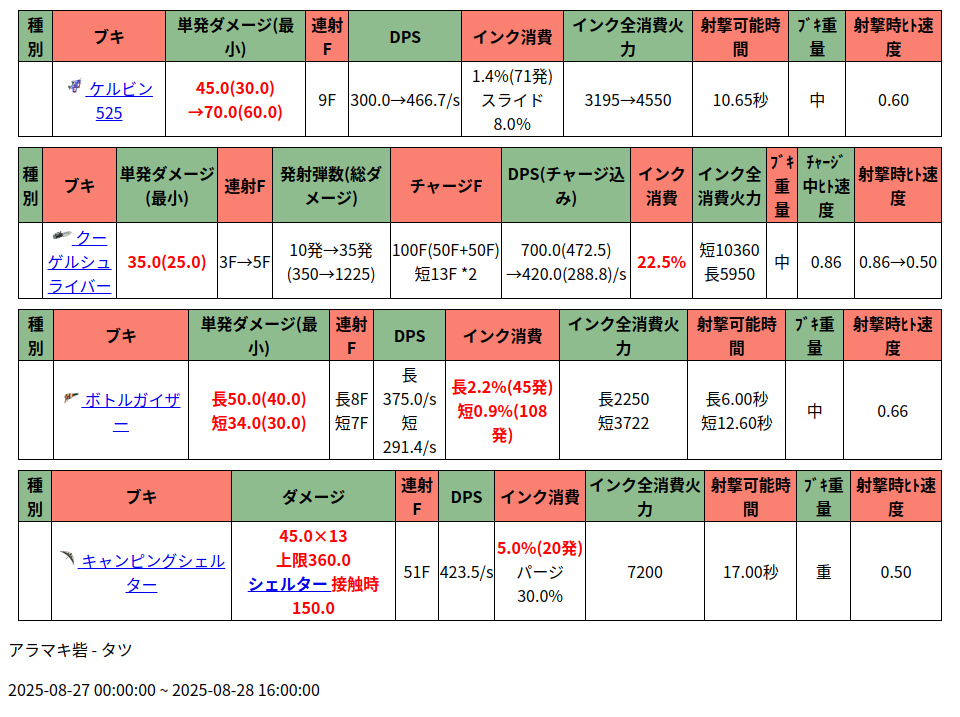 種別 ブキ 単発ダメージ(最小) 連射F DPS インク消費 インク全消費火力 射撃可能時間 ﾌﾞｷ重量 射撃時ﾋﾄ速度
ケルビン525 45.0(30.0)→70.0(60.0) 9F 300.0→466.7/s 1.4%(71発) スライド8.0% 3195→4550 10.65秒 中 0.60
種別 ブキ 単発ダメージ(最小) 連射F 発射弾数(総ダメージ) チャージF DPS(チャージ込み) インク消費 インク全消費火力 ﾌﾞｷ重量 ﾁｬｰｼﾞ中ﾋﾄ速度 射撃時ﾋﾄ速度
クーゲルシュライバー 35.0(25.0) 3F→5F 10発→35発(350→1225) 100F(50F+50F) 短13F *2 700.0(472.5)→420.0(288.8)/s 22.5% 短10360 長5950 中 0.86 0.86→0.50
種別 ブキ 単発ダメージ(最小) 連射F DPS インク消費 インク全消費火力 射撃可能時間 ﾌﾞｷ重量 射撃時ﾋﾄ速度
ボトルガイザー 長50.0(40.0) 短34.0(30.0) 長8F 短7F 長375.0/s 短291.4/s 長2.2%(45発) 短0.9%(108発) 長2250 短3722 長6.00秒 短12.60秒 中 0.66
種別 ブキ ダメージ 連射F DPS インク消費 インク全消費火力 射撃可能時間 ﾌﾞｷ重量 射撃時ﾋﾄ速度
キャンピングシェルター 45.0×13 上限360.0 シェルター 接触時150.0 51F 423.5/s 5.0%(20発) パージ30.0% 7200 17.00秒 重 0.50
アラマキ砦 - タツ
2025-08-27 00:00:00 ~ 2025-08-28 16:00:00